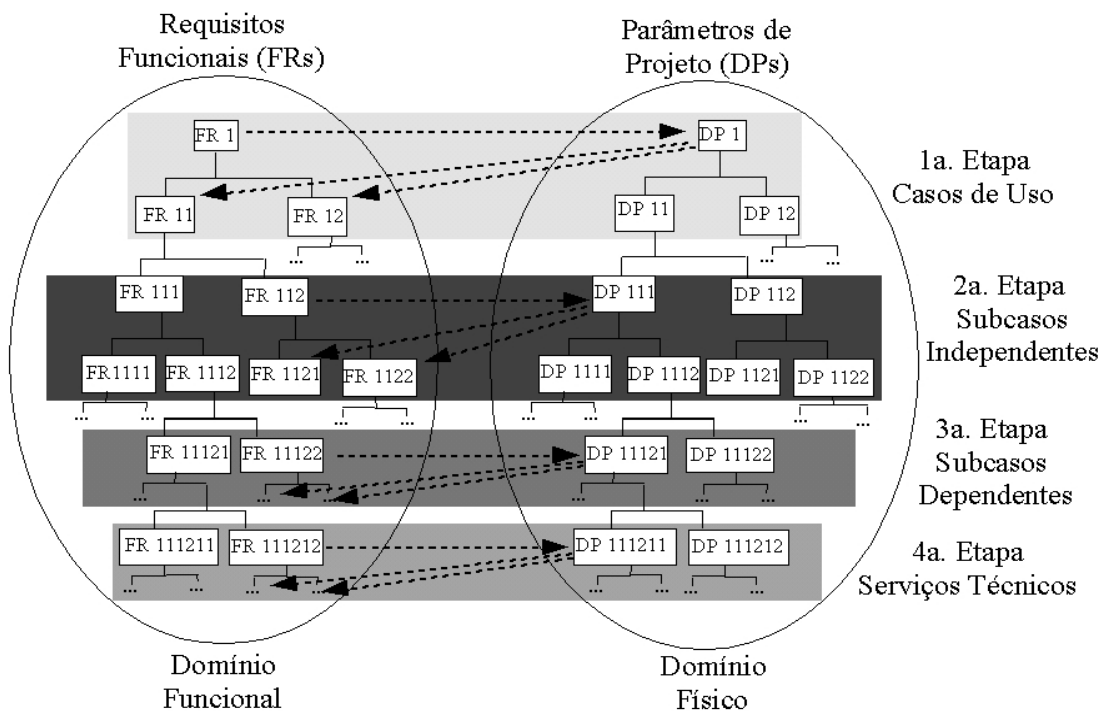 Requisitos
Funcionais (FRs)
Parâmetros de
Projeto (DPs)
FR 1
DP 1
1a. Etapa
Casos de Uso
FR 11
FR 12
DP 11
DP 12
... ...
... ...
FR 111
FR 112
DP 111
DP 112
2a. Etapa
Subcasos
Independentes
FR1111
FR 1112
FR 1121
FR 1122
DP 1111
DP 1112
DP 1121
DP 1122
... ...
... ...
... ...
... ...
FR 11121
FR 11122
DP 11121
DP 11122
3a. Etapa
Subcasos
Dependentes
... ...
... ...
... ...
... ...
FR 111211
FR 111212
DP 111211
DP 111212
4a. Etapa
Serviços Técnicos
... ...
... ...
... ...
... ...
Domínio
Funcional
Domínio
Físico